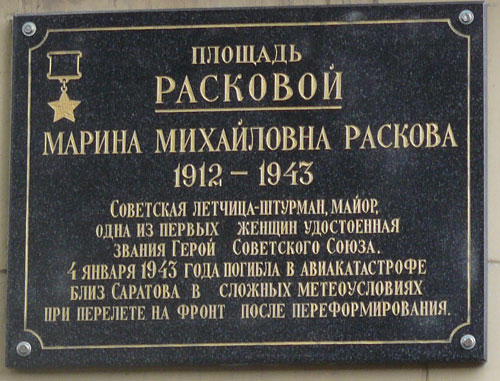 ПЛОЩАДЬ
РАСКОВОЙ
МАРИНА МИХАЙЛОВНА РАСКОВА
1912 – 1943
СОВЕТСКАЯ ЛЕТЧИЦА-ШТУРМАН, МАЙОР,
ОДНА ИЗ ПЕРВЫХ ЖЕНЩИН УДОСТОЕННАЯ
ЗВАНИЯ ГЕРОЙ СОВЕТСКОГО СОЮЗА.
4 ЯНВАРЯ 1943 ГОДА ПОГИБЛА В АВИАКАТАСТРОФЕ
БЛИЗ САРАТОВА В СЛОЖНЫХ МЕТЕОУСЛОВИЯХ
ПРИ ПЕРЕЛЕТЕ НА ФРОНТ ПОСЛЕ ПЕРЕФОРМИРОВАНИЯ.